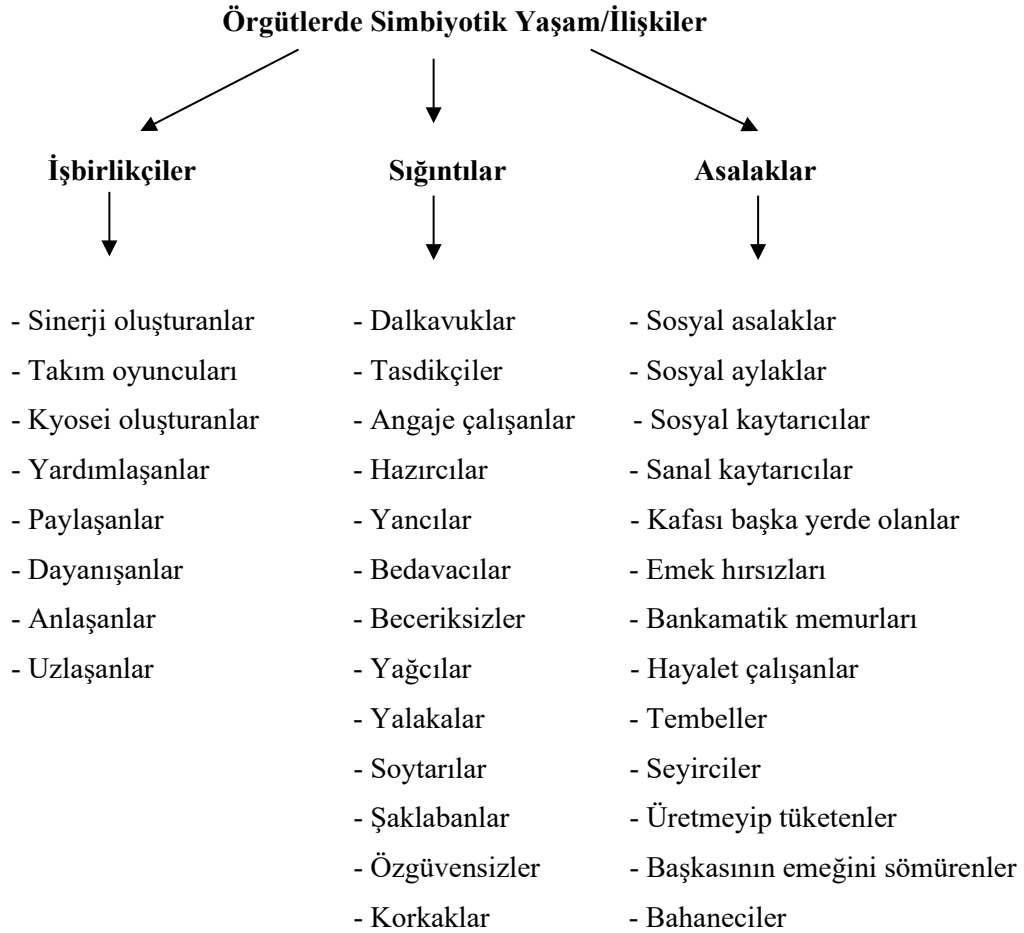 Örgütlerde Simbiyotik Yaşam/İlişkiler
İşbirlikçiler
Sığıntılar
Asalaklar
- Sinerji oluşturanlar
- Takım oyuncuları
- Kyosei oluşturanlar
- Yardımlaşanlar
- Paylaşanlar
- Dayanışanlar
- Anlaşanlar
- Uzlaşanlar
- Dalkavuklar
- Tasdikçiler
- Angaje çalışanlar
- Hazırcılar
- Yancılar
- Bedavacılar
- Beceriksizler
- Yağcılar
- Yalakalar
- Soytarılar
- Şaklabanlar
- Özgüvensizler
- Korkaklar
- Sosyal asalaklar
- Sosyal aylaklar
- Sosyal kaytarıcılar
- Sanal kaytarıcılar
- Kafası başka yerde olanlar
- Emek hırsızları
- Bankamatik memurları
- Hayalet çalışanlar
- Tembeller
- Seyirciler
- Üretmeyip tüketenler
- Başkasının emeğini sömürenler
- Bahaneciler